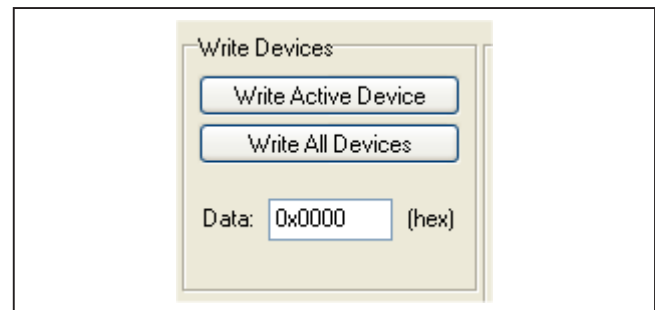 Write Devices
Write Active Device
Write All Devices
Data: 0x0000 (hex)